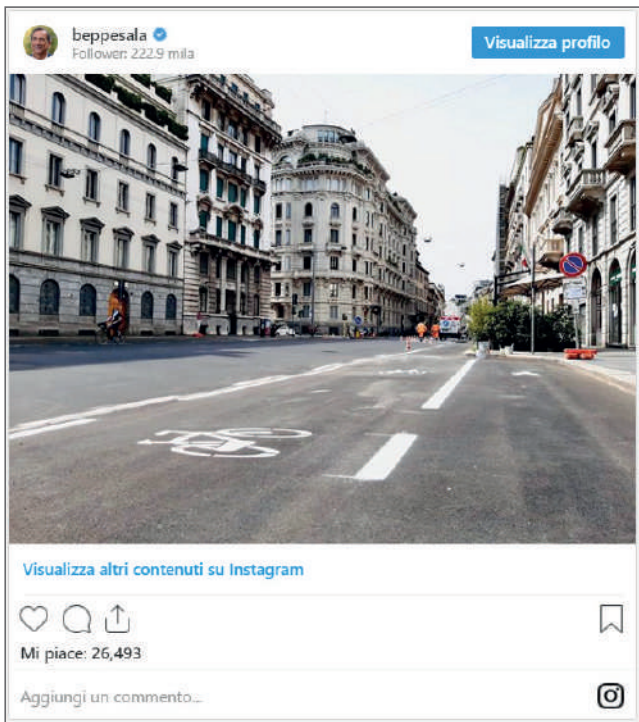 beppesala
Follower: 222.9 mila
Visualizza profilo
Visualizza altri contenuti su Instagram
Mi piace: 26,493
Aggiungi un commento...